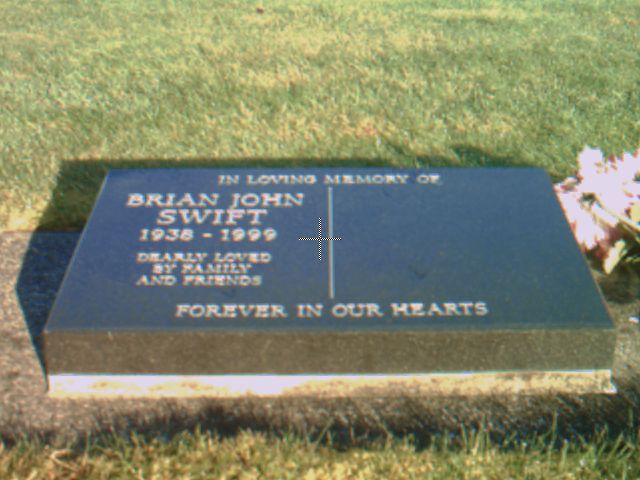 IN LOVING MEMORY OF
BRIAN JOHN
SWIFT
1938 - 1999
DEARLY LOVED
BY FAMILY
AND FRIENDS
FOREVER IN OUR HEARTS